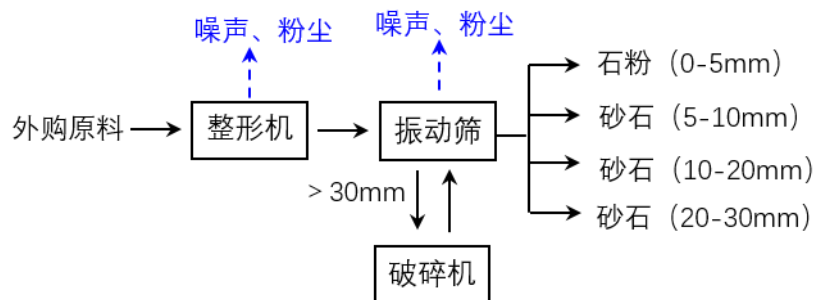 噪声、粉尘
噪声、粉尘
外购原料
整形机
振动筛
石粉（0-5mm）
砂石（5-10mm）
砂石（10-20mm）
砂石（20-30mm）
＞30mm
破碎机